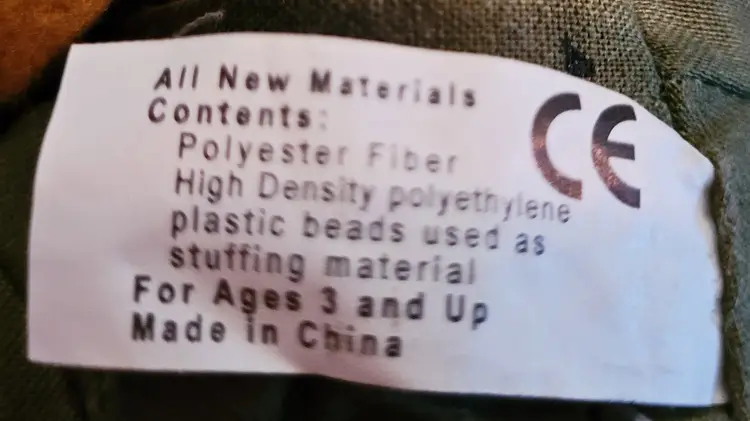 All New Materials
Contents:
Polyester Fiber
High Density polyethylene
plastic beads used as
stuffing material
For Ages 3 and Up
Made in China
CE